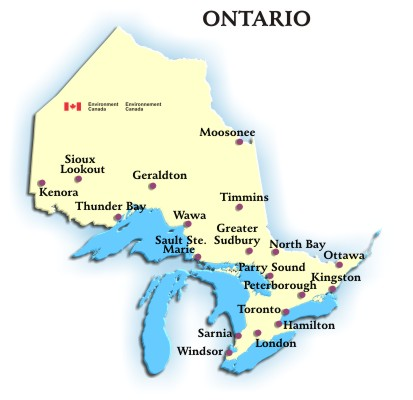 ONTARIO
Environment Environnement
Canada Canada
Moosonee
Sioux
Lookout
Geraldton
Kenora
Timmins
Thunder Bay
Wawa
Greater
Sudbury
Sault Ste.
Marie
North Bay
Ottawa
Parry Sound
Kingston
Peterborough
Toronto
Hamilton
Sarnia
London
Windsor